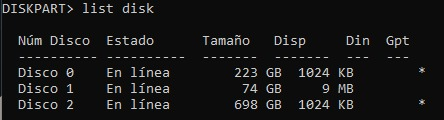 DISKPART> list disk
Núm Disco  Estado      Tamaño   Disp     Din  Gpt
---------- ----------  -------  -------  ---  ---
Disco 0    En línea     223 GB  1024 KB        *
Disco 1    En línea      74 GB     9 MB
Disco 2    En línea     698 GB  1024 KB        *